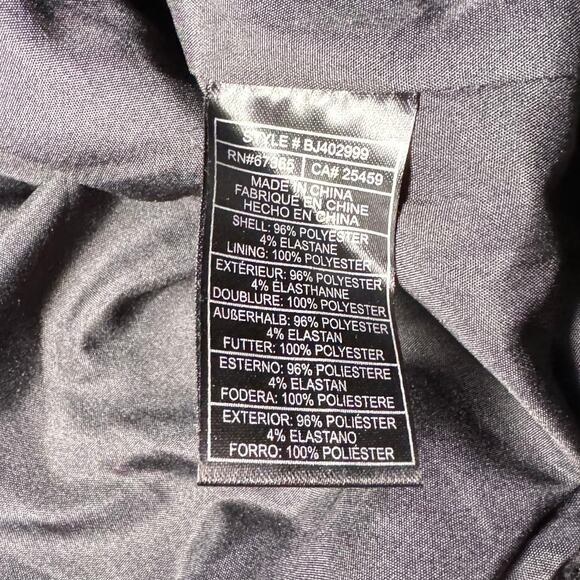 STYLE # BJ402999
RN#67365 CA# 25459
MADE IN CHINA
FABRIQUE EN CHINE
HECHO EN CHINA
SHELL: 96% POLYESTER
4% ELASTANE
LINING: 100% POLYESTER
EXTÉRIEUR: 96% POLYESTER
4% ÉLASTHANNE
DOUBLURE: 100% POLYESTER
AUßERHALB: 96% POLYESTER
4% ELASTAN
FUTTER: 100% POLYESTER
ESTERNO: 96% POLIESTERE
4% ELASTAN
FODERA: 100% POLIESTERE
EXTERIOR: 96% POLIÉSTER
4% ELASTANO
FORRO: 100% POLIÉSTER